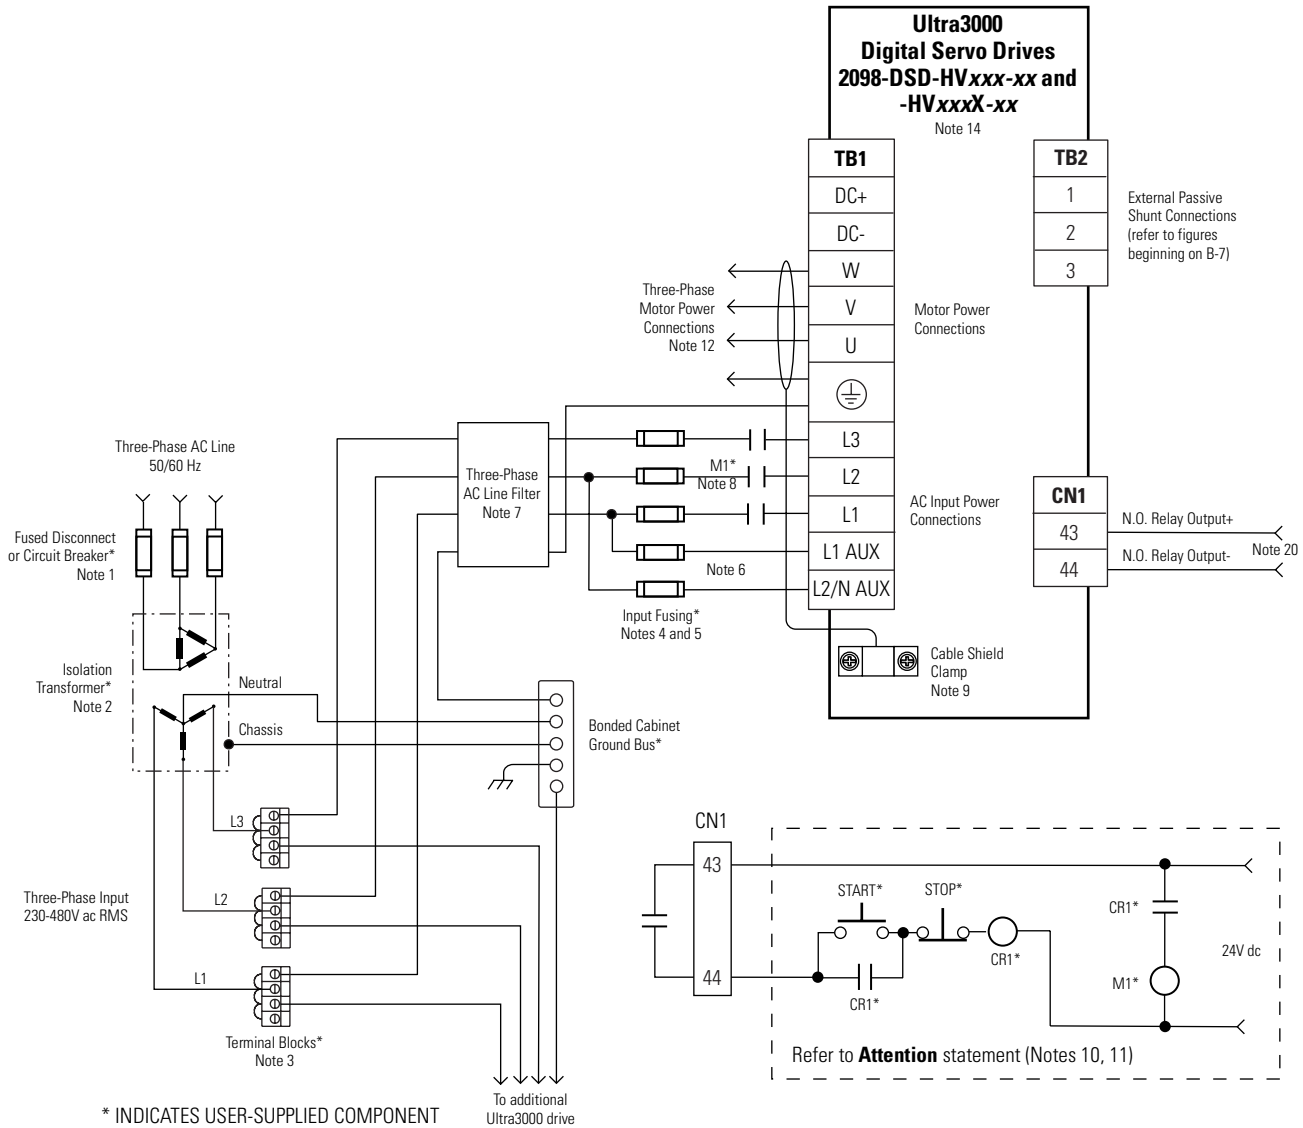 Ultra3000
Digital Servo Drives
2098-DSD-HVxxx-xx and
-HVxxxX-xx
Note 14
TB1
DC+
DC-
W
V
U
L3
L2
L1
L1 AUX
L2/N AUX
TB2
1
2
3
External Passive
Shunt Connections
(refer to figures
beginning on B-7)
Three-Phase
Motor Power
Connections
Note 12
Motor Power
Connections
Three-Phase AC Line
50/60 Hz
Three-Phase
AC Line Filter
Note 7
M1*
Note 8
AC Input Power
Connections
CN1
43
44
N.O. Relay Output+
N.O. Relay Output-
Note 20
Fused Disconnect
or Circuit Breaker*
Note 1
Note 6
Input Fusing*
Notes 4 and 5
Isolation
Transformer*
Note 2
Neutral
Chassis
Cable Shield
Clamp
Note 9
Bonded Cabinet
Ground Bus*
L3
L2
L1
Three-Phase Input
230-480V ac RMS
Terminal Blocks*
Note 3
To additional
Ultra3000 drive
CN1
43
44
START*
STOP*
CR1*
CR1*
CR1*
M1*
24V dc
Refer to Attention statement (Notes 10, 11)
* INDICATES USER-SUPPLIED COMPONENT